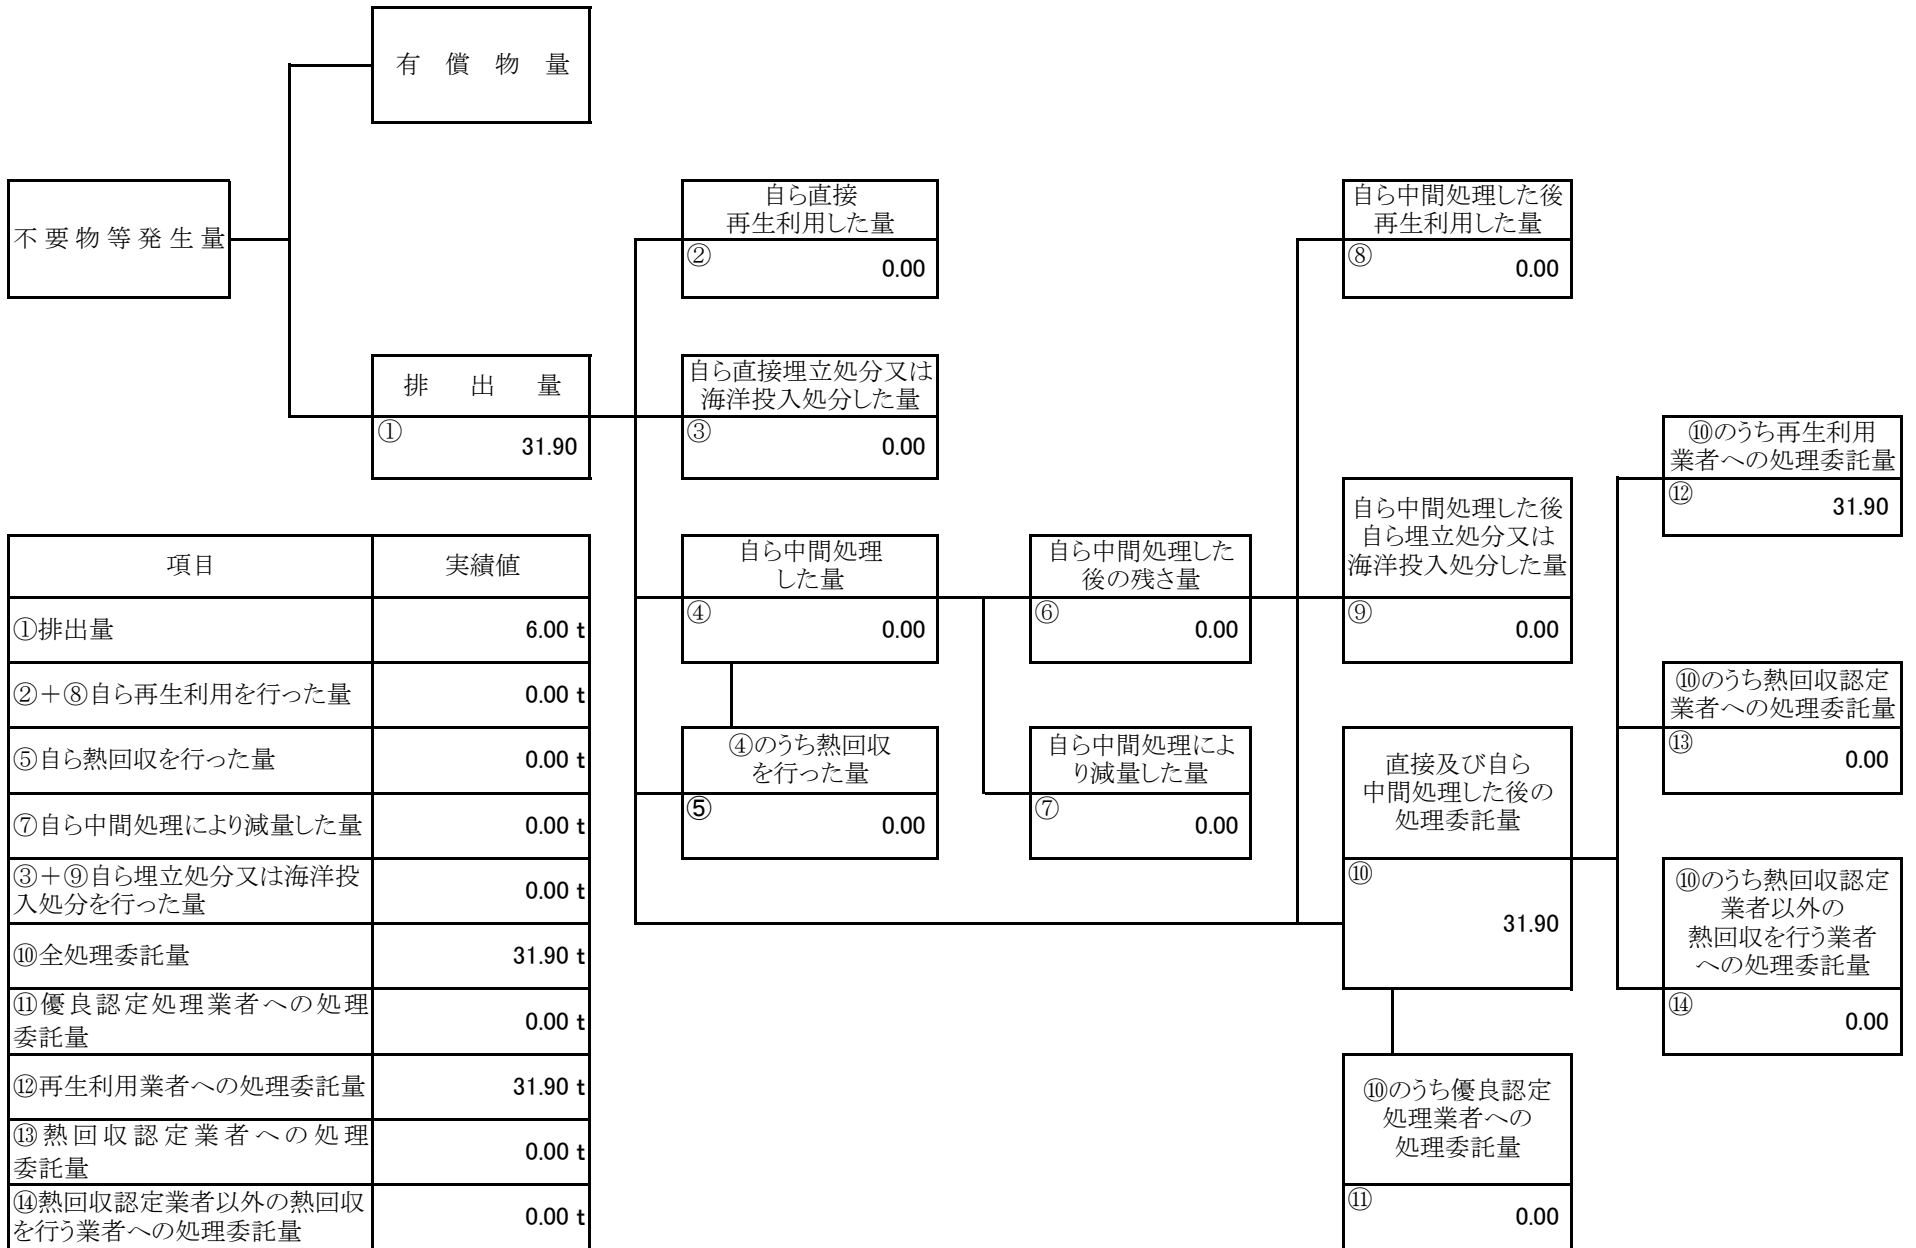 有償物量
不要物等発生量
自ら直接
再生利用した量
②
0.00
自ら中間処理した後
再生利用した量
⑧
0.00
排出量
①
31.90
自ら直接埋立処分又は
海洋投入処分した量
③
0.00
⑩のうち再生利用
業者への処理委託量
⑫
31.90
自ら中間処理
した量
④
0.00
自ら中間処理した
後の残さ量
⑥
0.00
自ら中間処理した後
自ら埋立処分又は
海洋投入処分した量
⑨
0.00
④のうち熱回収
を行った量
⑤
0.00
自ら中間処理によ
り減量した量
⑦
0.00
直接及び自ら
中間処理した後の
処理委託量
⑩
31.90
⑩のうち熱回収認定
業者への処理委託量
⑬
0.00
⑩のうち熱回収認定
業者以外の
熱回収を行う業者
への処理委託量
⑭
0.00
⑩のうち優良認定
処理業者への
処理委託量
⑪
0.00
項目 実績値
①排出量 6.00 t
②+⑧自ら再生利用を行った量 0.00 t
⑤自ら熱回収を行った量 0.00 t
⑦自ら中間処理により減量した量 0.00 t
③+⑨自ら埋立処分又は海洋投
入処分を行った量 0.00 t
⑩全処理委託量 31.90 t
⑪優良認定処理業者への処理
委託量 0.00 t
⑫再生利用業者への処理委託量 31.90 t
⑬熱回収認定業者への処理
委託量 0.00 t
⑭熱回収認定業者以外の熱回収
を行う業者への処理委託量 0.00 t